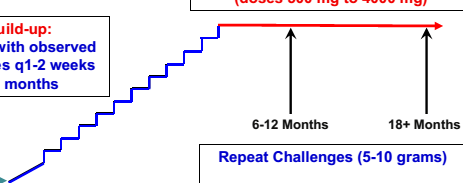 (doses 300 mg to 4000 mg)
uild-up:
with observed
es q1-2 weeks
months
6-12 Months
18+ Months
Repeat Challenges (5-10 grams)